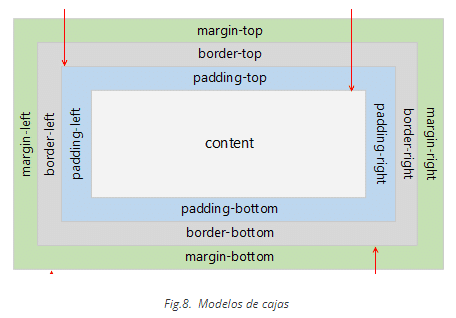 margin-top
border-top
padding-top
margin-left
border-left
padding-left
content
padding-right
border-right
margin-right
padding-bottom
border-bottom
margin-bottom
Fig.8. Modelos de cajas